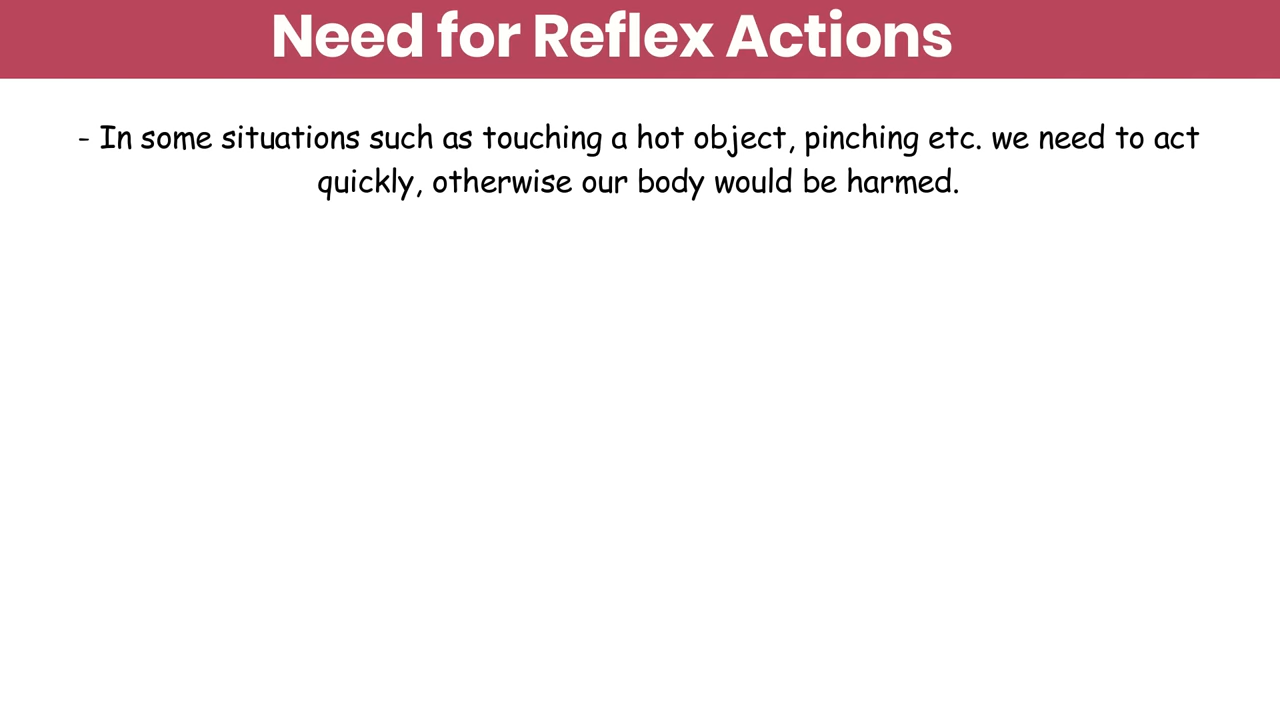 Need for Reflex Actions
- In some situations such as touching a hot object, pinching etc. we need to act
quickly, otherwise our body would be harmed.